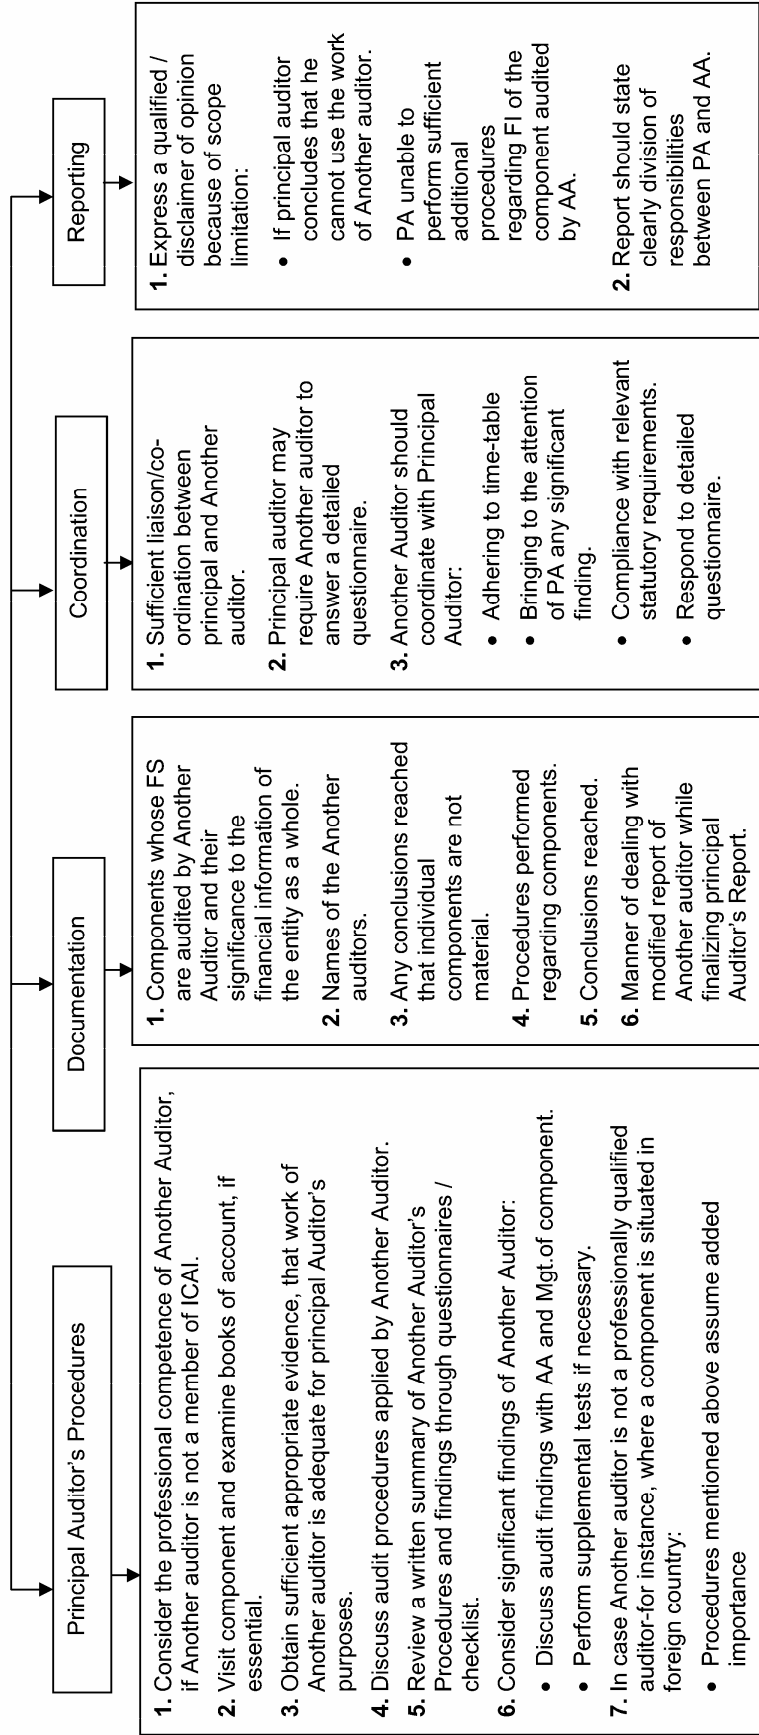 Principal Auditor's Procedures
1. Consider the professional competence of Another Auditor,
if Another auditor is not a member of ICAI.
2. Visit component and examine books of account, if
essential.
3. Obtain sufficient appropriate evidence, that work of
Another auditor is adequate for principal Auditor's
purposes.
4. Discuss audit procedures applied by Another Auditor.
5. Review a written summary of Another Auditor's
Procedures and findings through questionnaires /
checklist.
6. Consider significant findings of Another Auditor:
• Discuss audit findings with AA and Mgt.of component.
• Perform supplemental tests if necessary.
7. In case Another auditor is not a professionally qualified
auditor-for instance, where a component is situated in
foreign country:
• Procedures mentioned above assume added
importance
Documentation
1. Components whose FS
are audited by Another
Auditor and their
significance to the
financial information of
the entity as a whole.
2. Names of the Another
auditors.
3. Any conclusions reached
that individual
components are not
material.
4. Procedures performed
regarding components.
5. Conclusions reached.
6. Manner of dealing with
modified report of
Another auditor while
finalizing principal
Auditor's Report.
Coordination
1. Sufficient liaison/co-
ordination between
principal and Another
auditor.
2. Principal auditor may
require Another auditor to
answer a detailed
questionnaire.
3. Another Auditor should
coordinate with Principal
Auditor:
• Adhering to time-table
• Bringing to the attention
of PA any significant
finding.
• Compliance with relevant
statutory requirements.
• Respond to detailed
questionnaire.
Reporting
1. Express a qualified /
disclaimer of opinion
because of scope
limitation:
• If principal auditor
concludes that he
cannot use the work
of Another auditor.
• PA unable to
perform sufficient
additional
procedures
regarding FI of the
component audited
by AA.
2. Report should state
clearly division of
responsibilities
between PA and AA.